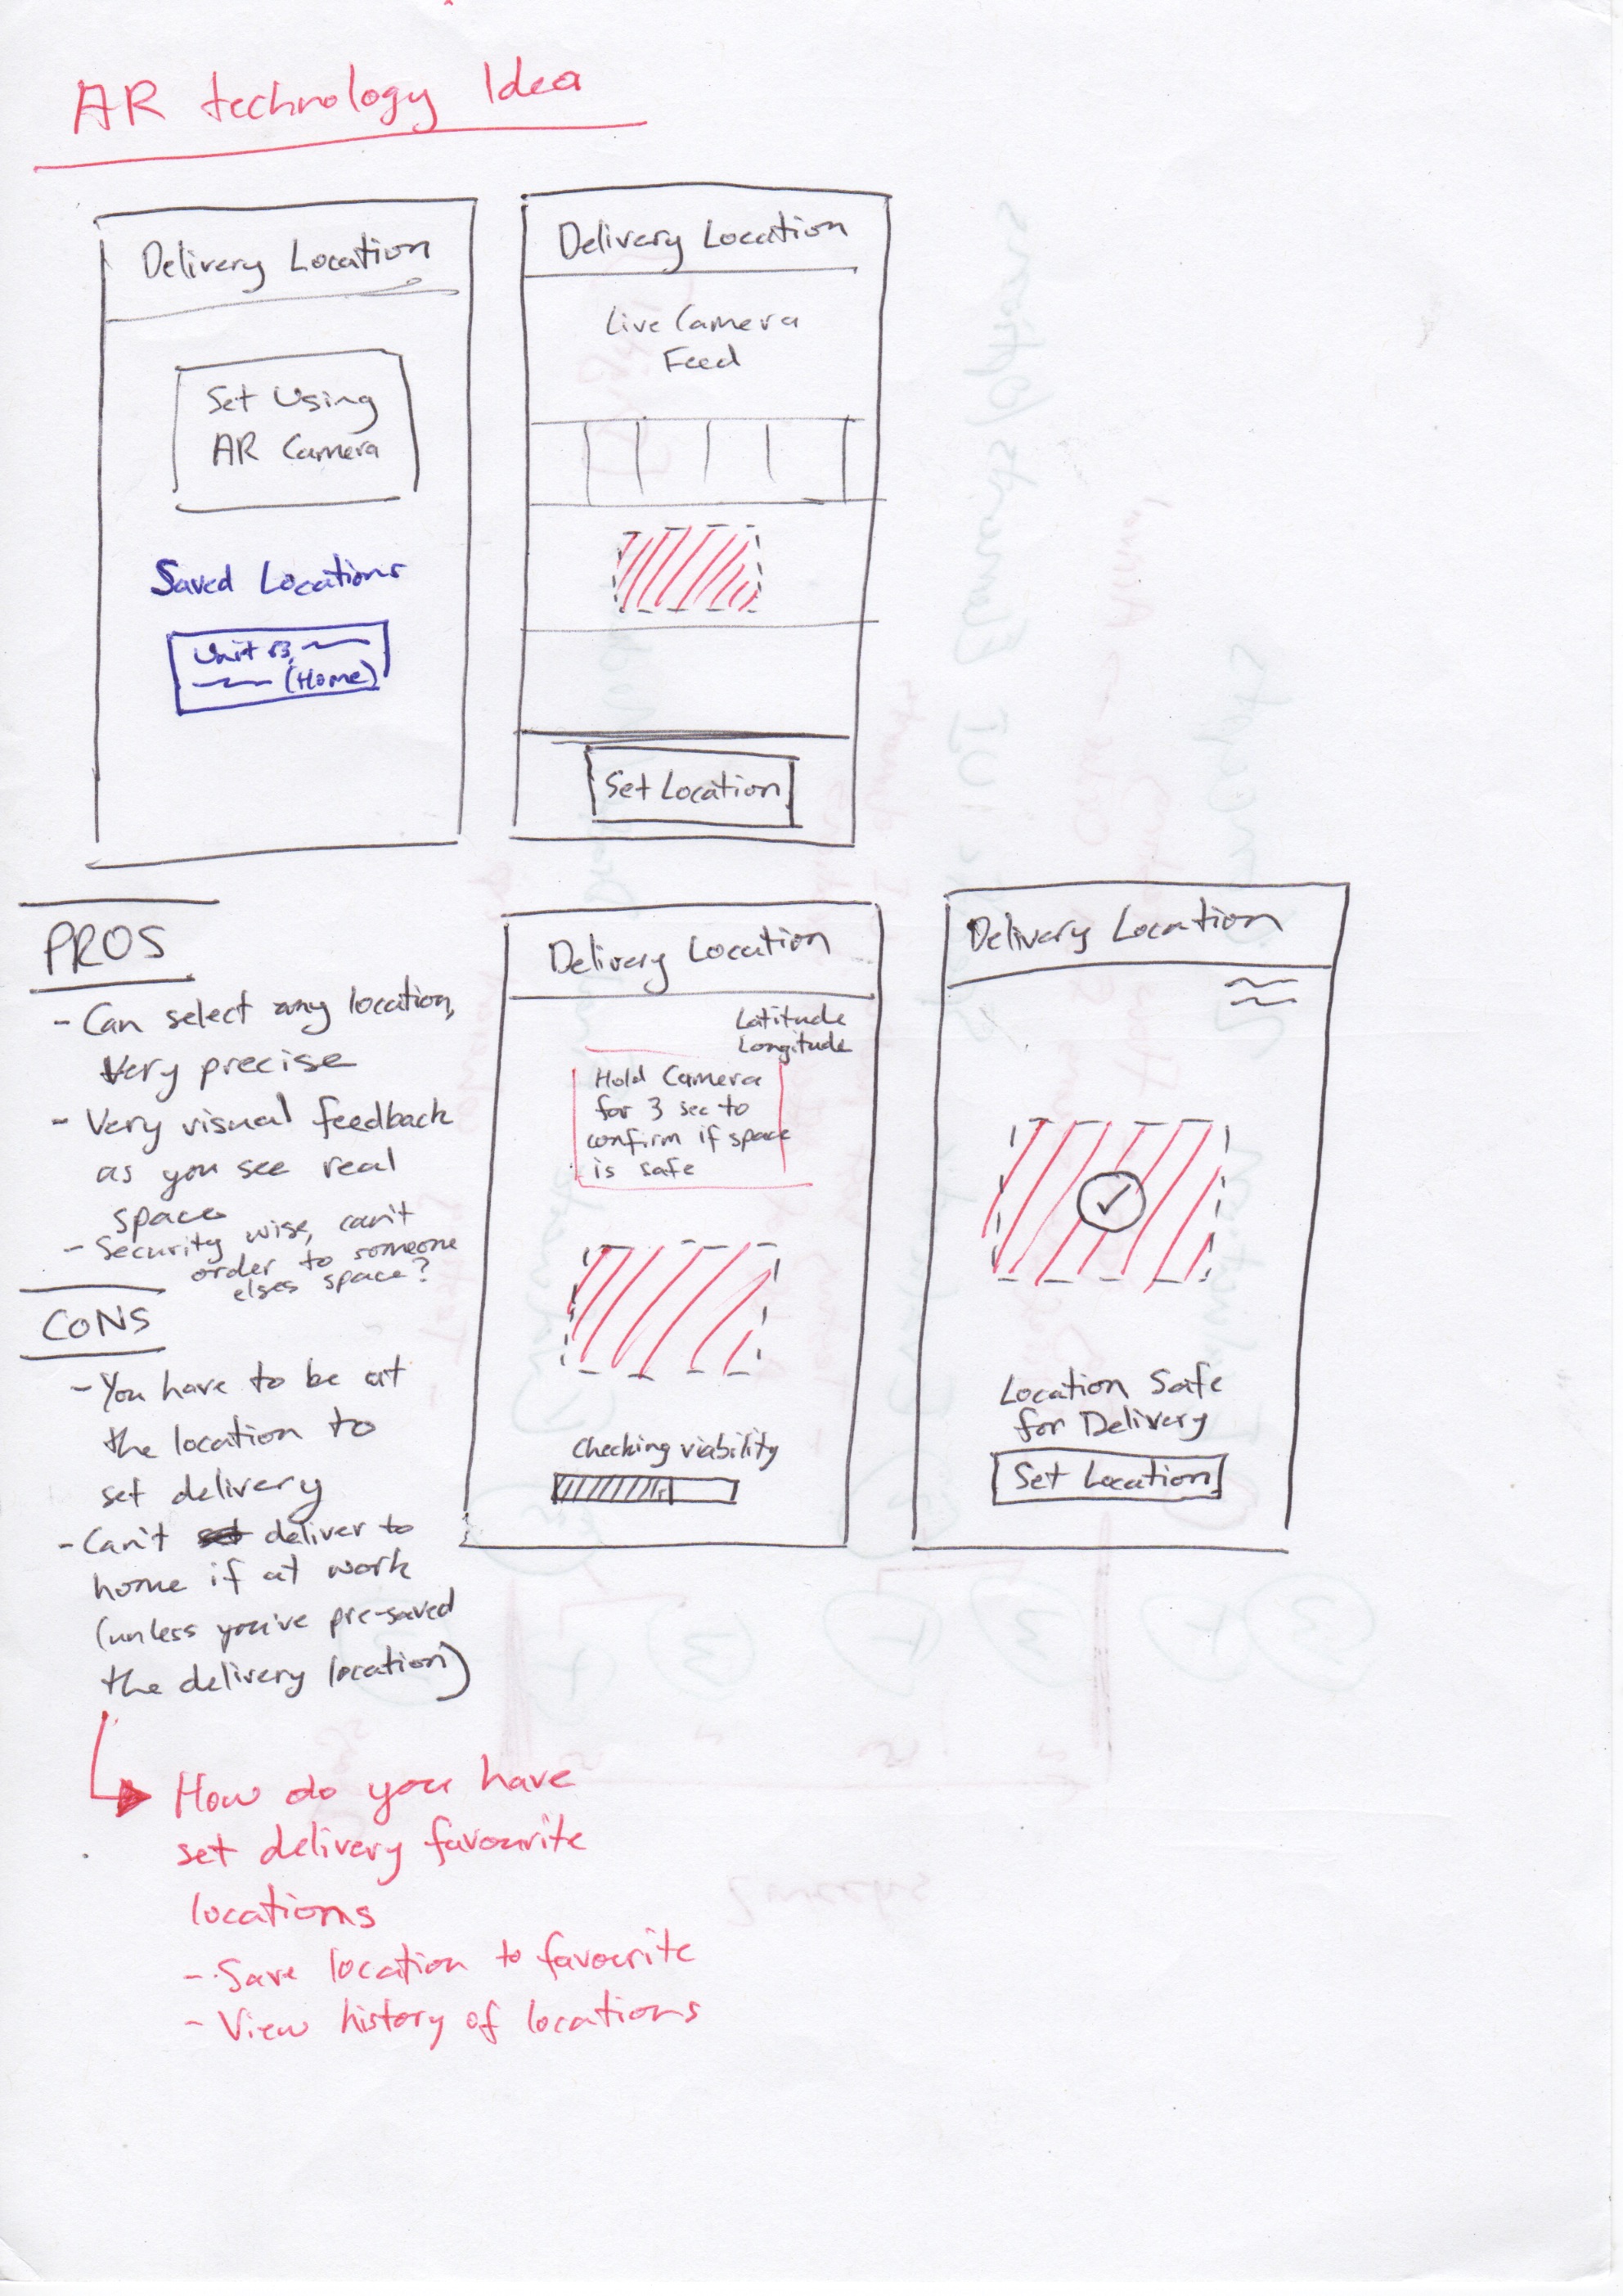 AR technology Idea
Delivery Location
Set Using
AR Camera
Saved Locations
Unit
(Home)
Delivery Location
Live Camera
Feed
Set Location
PROS
- Can select any location,
Very precise
- Very visual feedback
as you see real
space
- Security wise, can't
order to someone
elses space?
CONS
- You have to be at
the location to
set delivery
- Can't set deliver to
home if at work
(unless you've pre-saved
the delivery location)
How do you have
set delivery favourite
locations
- Save location to favourite
- View history of locations
Delivery Location
Latitude
Longitude
Hold Camera
for 3 sec to
confirm if space
is safe
Checking viability
Delivery Location
Location Safe
for Delivery
Set Location